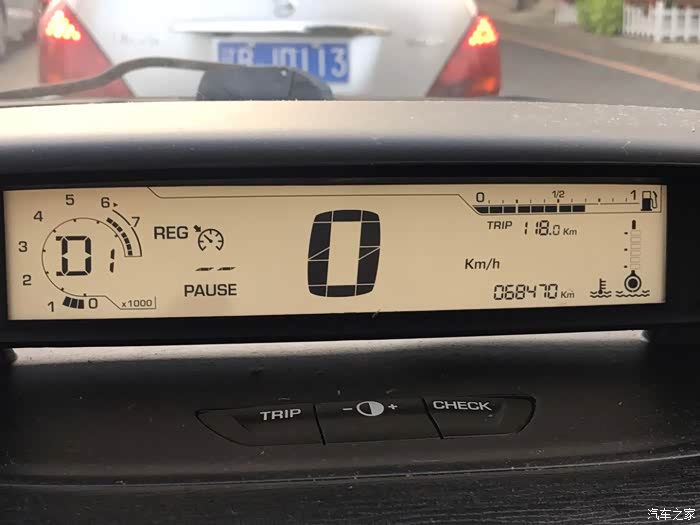 J0113
0 1/2 1
5
4 6
3 7
2
1 0 x1000
D1
REG
--
PAUSE
0
Km/h
TRIP 118.0 Km
068470 Km
TRIP
- +
CHECK
汽车之家